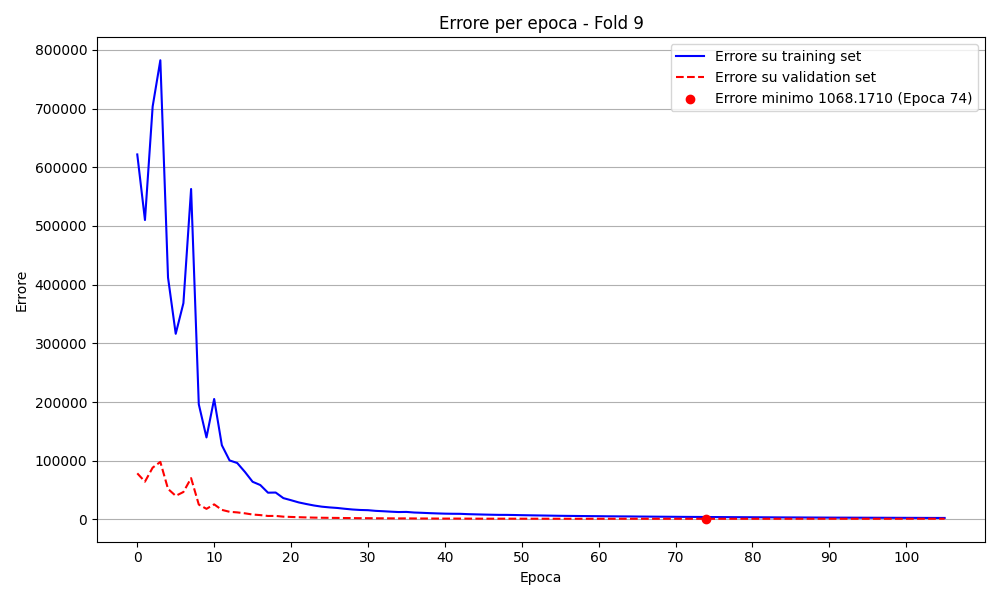 Errore per epoca - Fold 9
Errore su training set
Errore su validation set
Errore minimo 1068.1710 (Epoca 74)
800000
700000
600000
500000
400000
300000
200000
100000
0
Errore
0 10 20 30 40 50 60 70 80 90 100
Epoca